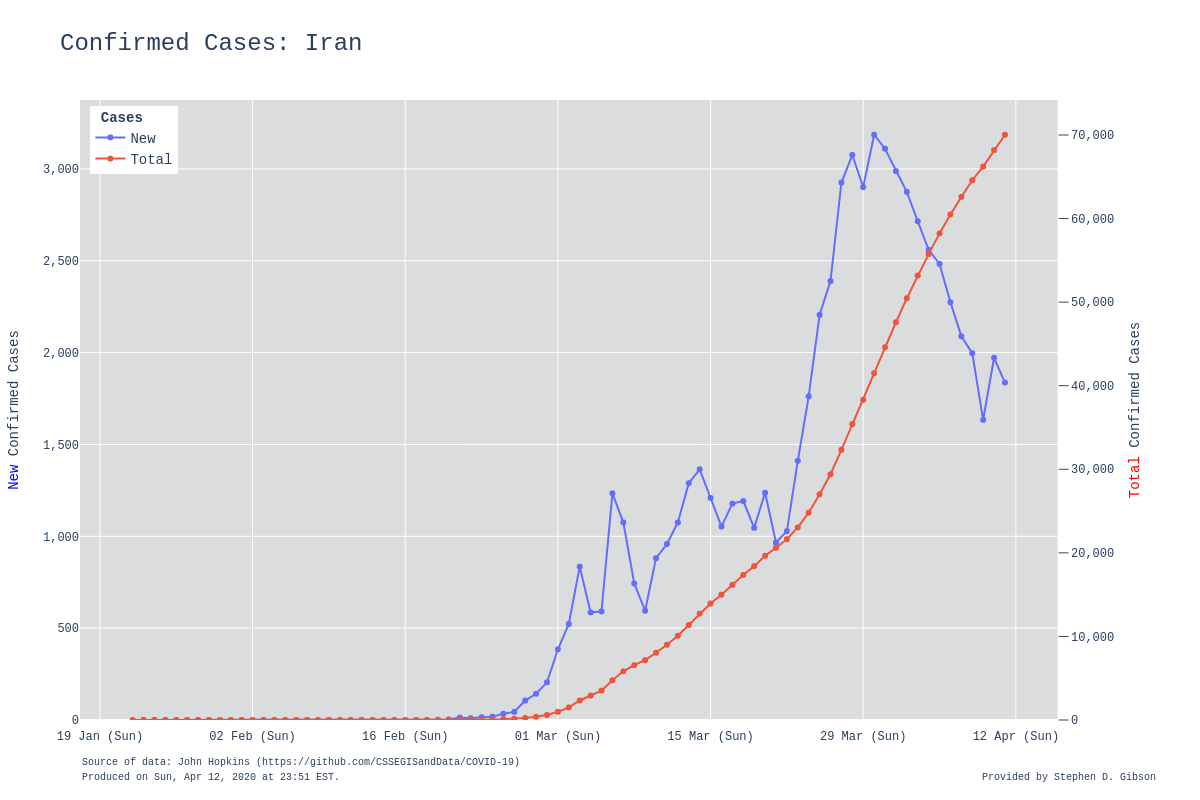 Confirmed Cases: Iran
Cases
New
Total
3,000
2,500
2,000
1,500
1,000
500
0
New Confirmed Cases
70,000
60,000
50,000
40,000
30,000
20,000
10,000
0
Total Confirmed Cases
19 Jan (Sun) 02 Feb (Sun) 16 Feb (Sun) 01 Mar (Sun) 15 Mar (Sun) 29 Mar (Sun) 12 Apr (Sun)
Source of data: John Hopkins (https://github.com/CSSEGISandData/COVID-19)
Produced on Sun, Apr 12, 2020 at 23:51 EST.
Provided by Stephen D. Gibson